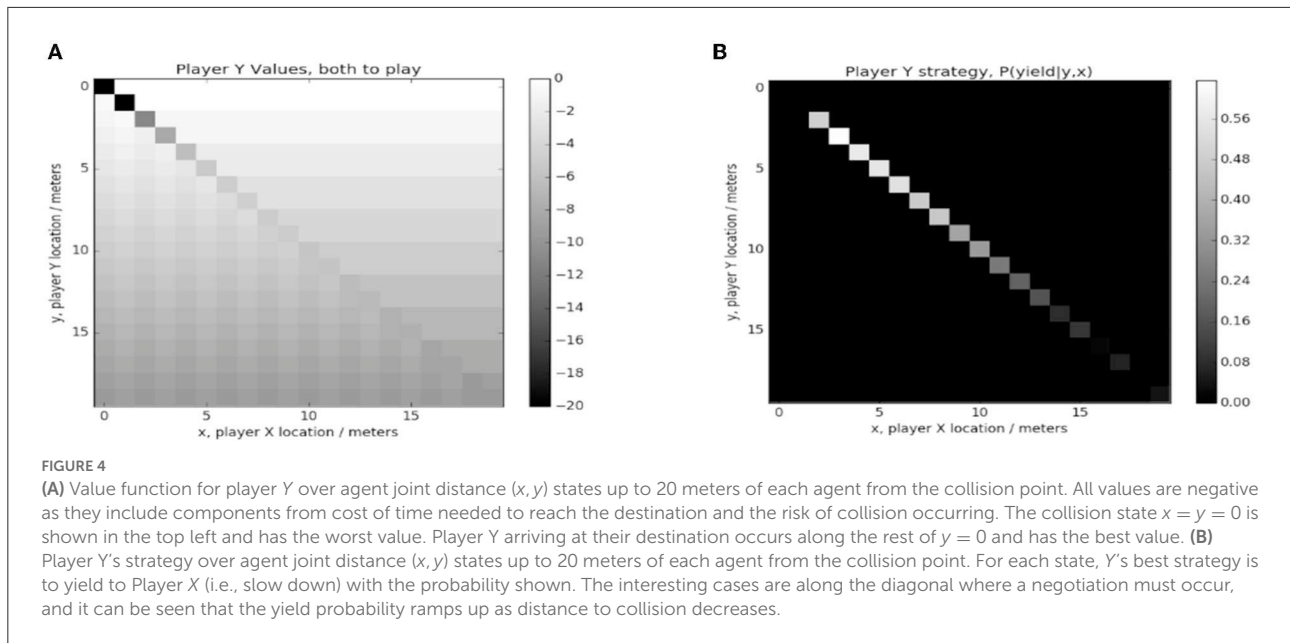 A
B
Player Y Values, both to play
Player Y strategy, P(yield|y,x)
0
5
10
15
y, player Y location / meters
0
5
10
15
x, player X location / meters
0
−2
−4
−6
−8
−10
−12
−14
−16
−18
−20
0
5
10
15
y, player Y location / meters
0
5
10
15
x, player X location / meters
0.56
0.48
0.40
0.32
0.24
0.16
0.08
0.00
FIGURE 4
(A) Value function for player Y over agent joint distance (x, y) states up to 20 meters of each agent from the collision point. All values are negative
as they include components from cost of time needed to reach the destination and the risk of collision occurring. The collision state x = y = 0 is
shown in the top left and has the worst value. Player Y arriving at their destination occurs along the rest of y = 0 and has the best value. (B)
Player Y's strategy over agent joint distance (x, y) states up to 20 meters of each agent from the collision point. For each state, Y's best strategy is
to yield to Player X (i.e., slow down) with the probability shown. The interesting cases are along the diagonal where a negotiation must occur,
and it can be seen that the yield probability ramps up as distance to collision decreases.